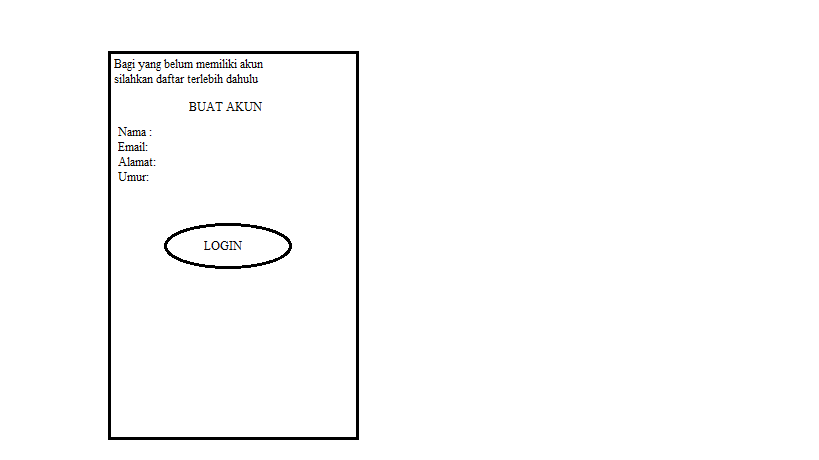 Bagi yang belum memiliki akun
silahkan daftar terlebih dahulu
BUAT AKUN
Nama :
Email:
Alamat:
Umur:
LOGIN